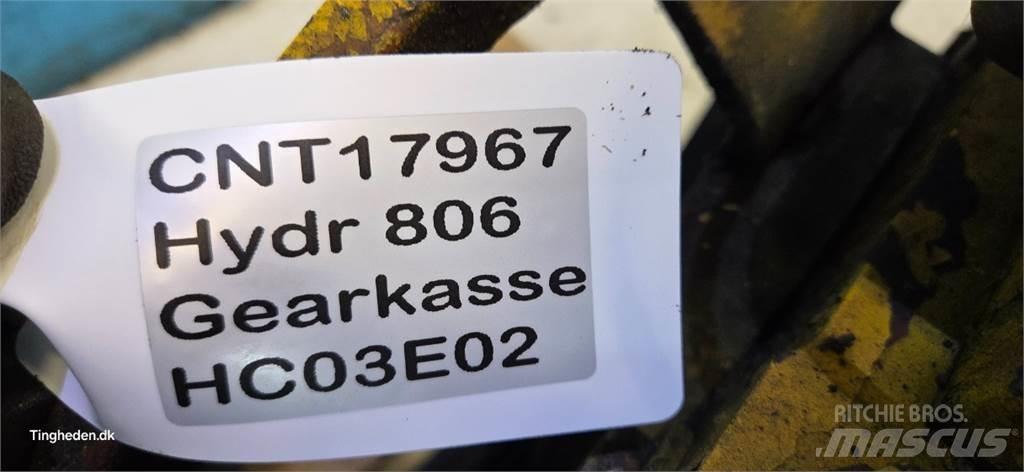 CNT17967
Hydr 806
Gearkasse
HC03E02
Tingheden.dk
RITCHIE BROS.
MASCUS